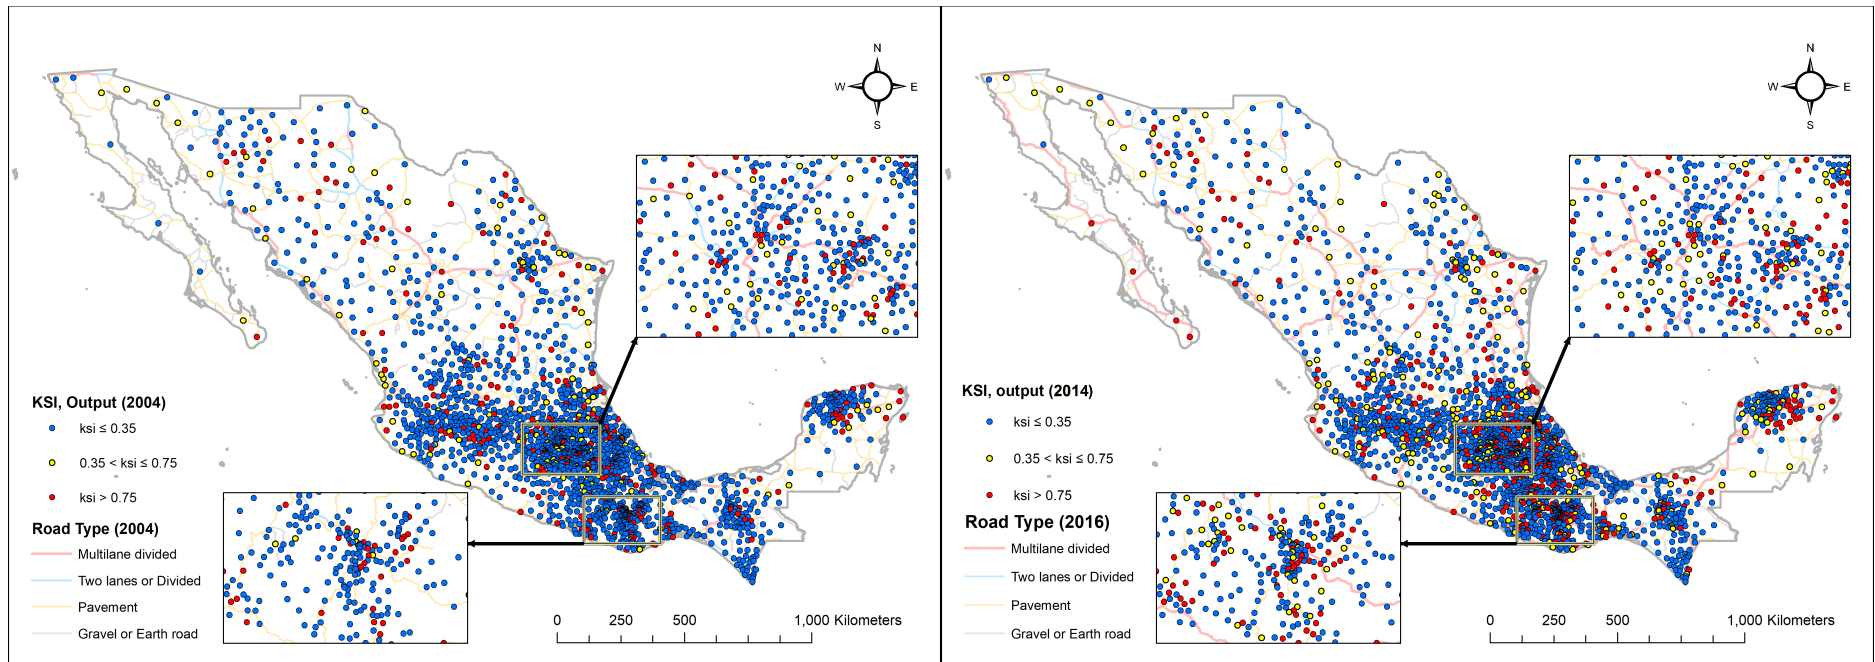 N
W E
S
KSI, Output (2004)
ksi ≤ 0.35
0.35 < ksi ≤ 0.75
ksi > 0.75
Road Type (2004)
Multilane divided
Two lanes or Divided
Pavement
Gravel or Earth road
0 250 500 1,000 Kilometers
N
W E
S
KSI, output (2014)
ksi ≤ 0.35
0.35 < ksi ≤ 0.75
ksi > 0.75
Road Type (2016)
Multilane divided
Two lanes or Divided
Pavement
Gravel or Earth road
0 250 500 1,000 Kilometers